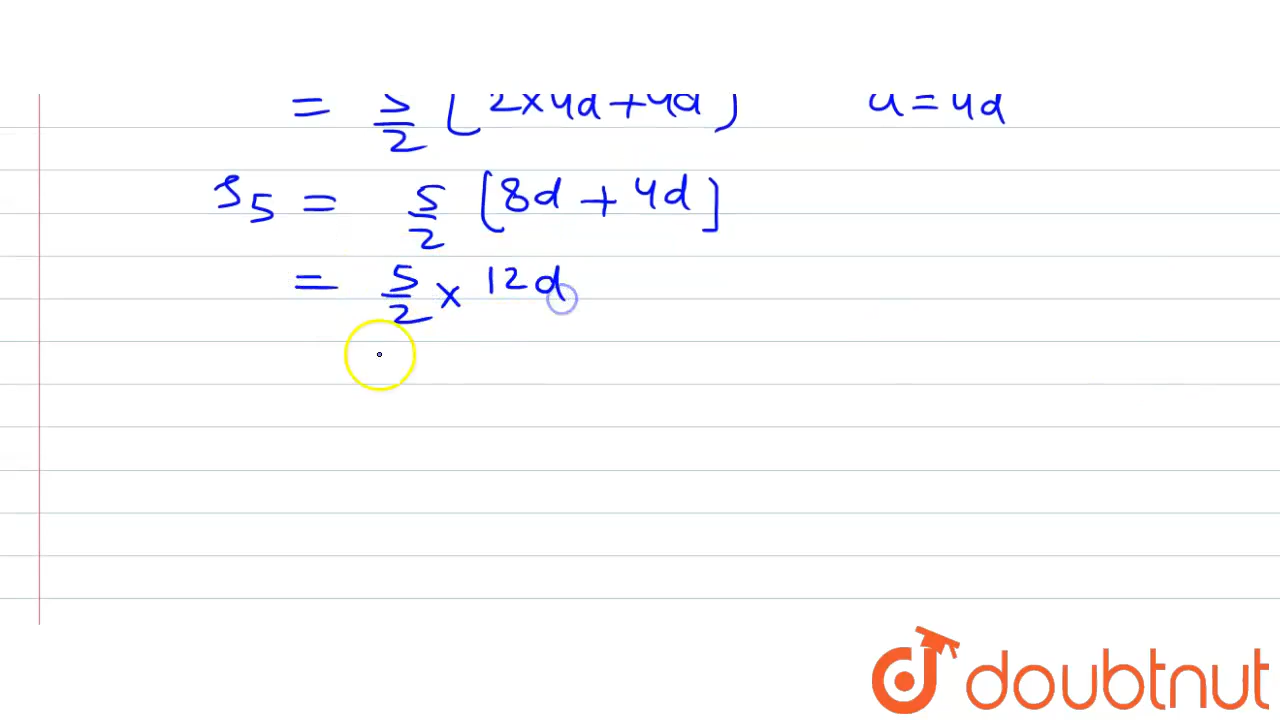 = 5/2 [2×4d+4d] a=4d
S5 = 5/2 [8d + 4d]
= 5/2 × 12d
doubtnut